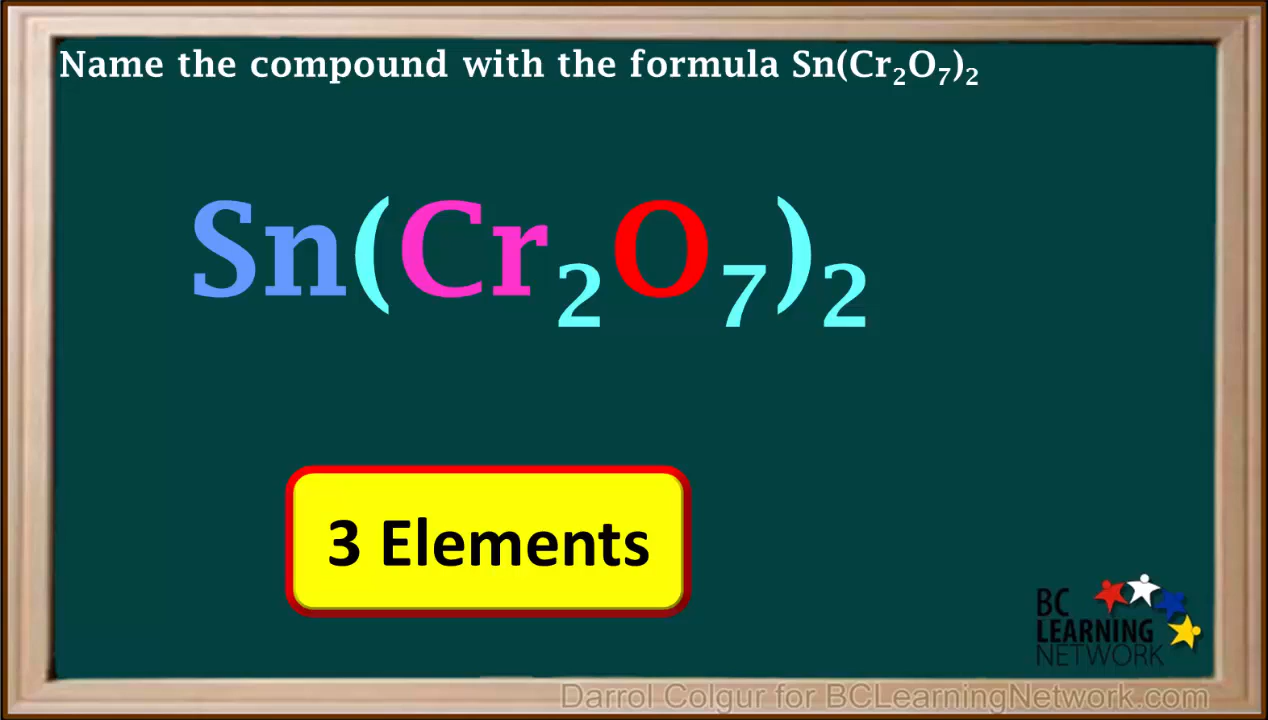 Name the compound with the formula Sn(Cr₂O₇)₂
Sn(Cr₂O₇)₂
3 Elements
BC
LEARNING
NETWORK
Darrol Colgur for BCLearningNetwork.com